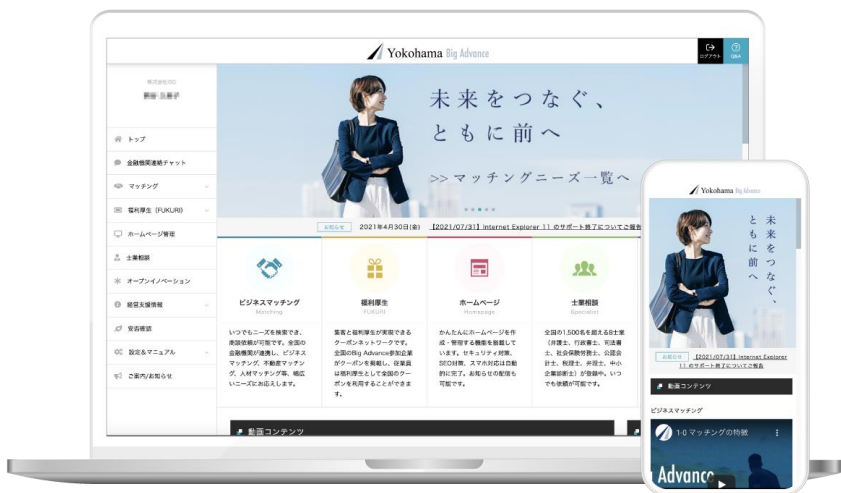 Yokohama Big Advance
ログアウト
Q&A
株式会社〇〇
トップ
金融機関連絡チャット
マッチング
福利厚生 (FUKURI)
ホームページ管理
士業相談
オープンイノベーション
経営支援情報
安否確認
設定&マニュアル
ご案内/お知らせ
未来をつなぐ、
ともに前へ
>>マッチングニーズ一覧へ
お知らせ 2021年4月30日(金) 【2021/07/31】Internet Explorer 11 のサポート終了についてご報告
ビジネスマッチング
Matching
いつでもニーズを検索でき、
商談依頼が可能です。全国の
金融機関が連携し、ビジネス
マッチング、不動産マッチン
グ、人材マッチング等、幅広
いニーズにお応えします。
福利厚生
FUKURI
集客と福利厚生が実現できる
クーポンネットワークです。
全国のBig Advance参加企業
がクーポンを掲載し、従業員
は福利厚生として全国のクー
ポンを利用することができま
す。
ホームページ
Homepage
かんたんにホームページを作
成・管理する機能を搭載して
います。セキュリティ対策、
SEO対策、スマホ対応は自動
的に完了。お知らせの配信も
可能です。
士業相談
Specialist
全国の1,500名を超える8士業
(弁護士、行政書士、司法書
士、社会保険労務士、公認会
計士、税理士、弁理士、中小
企業診断士)が登録中。いつ
でも依頼が可能です。
動画コンテンツ
Yokohama Big Advance
未来をつなぐ、
ともに前へ
お知らせ 【2021/07/31】Internet Explorer
11 のサポート終了についてご報告
動画コンテンツ
ビジネスマッチング
1-0 マッチングの特徴
Advance